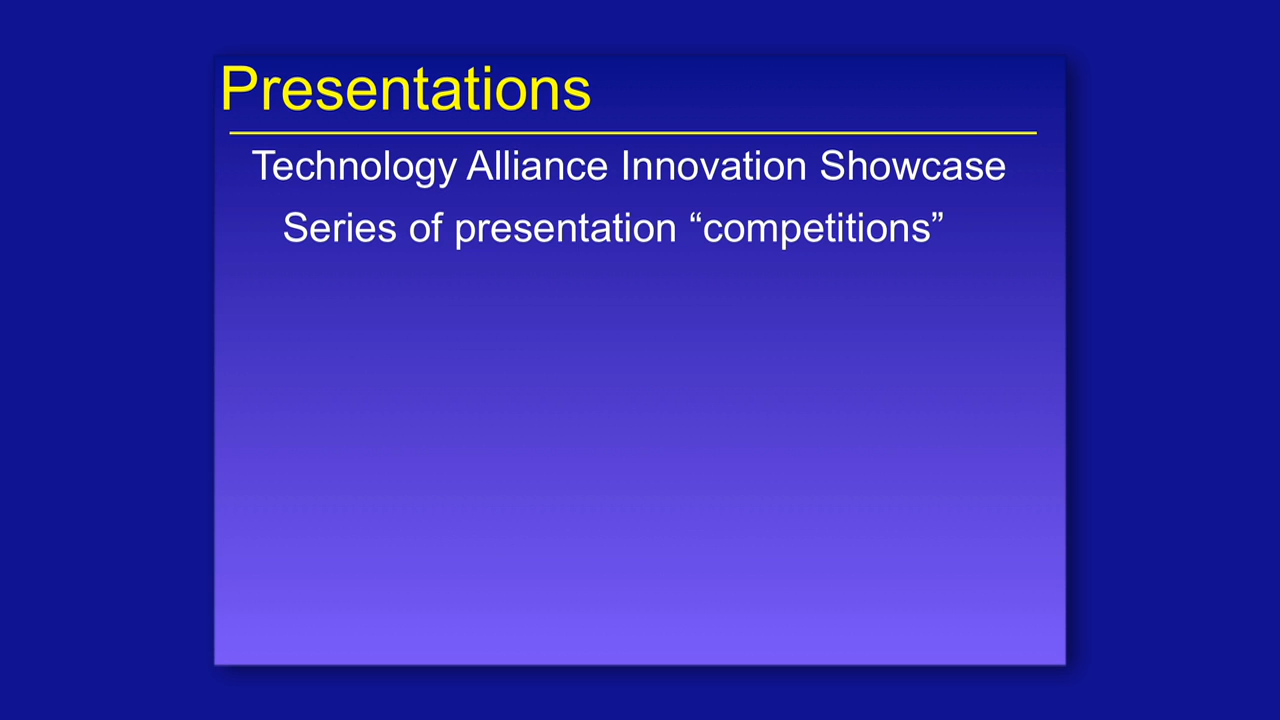 Presentations
Technology Alliance Innovation Showcase
Series of presentation “competitions”